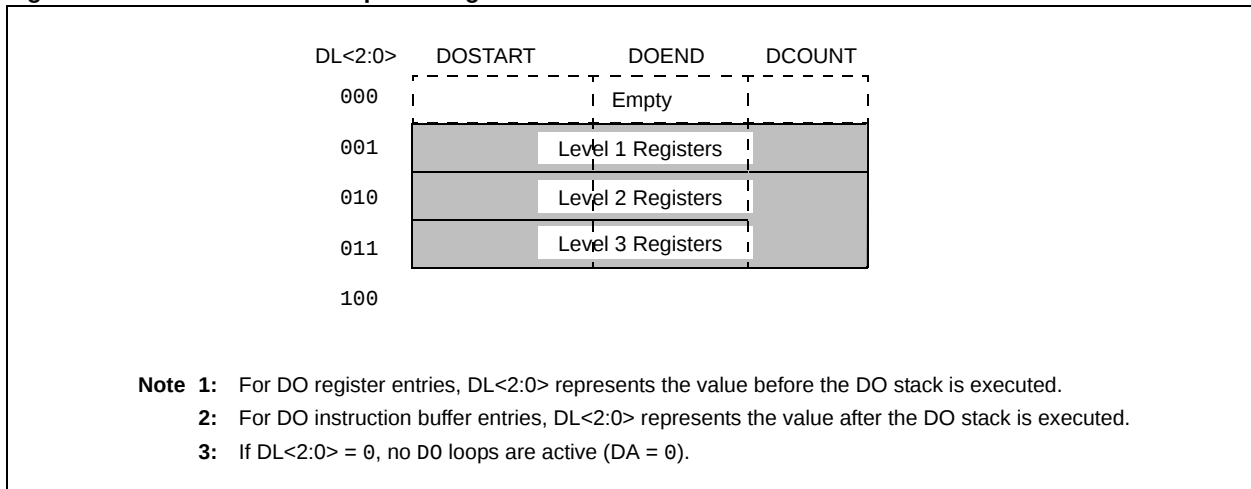 DL<2:0> DOSTART DOEND DCOUNT
000 Empty
001 Level 1 Registers
010 Level 2 Registers
011 Level 3 Registers
100
Note 1: For DO register entries, DL<2:0> represents the value before the DO stack is executed.
2: For DO instruction buffer entries, DL<2:0> represents the value after the DO stack is executed.
3: If DL<2:0> = 0, no DO loops are active (DA = 0).